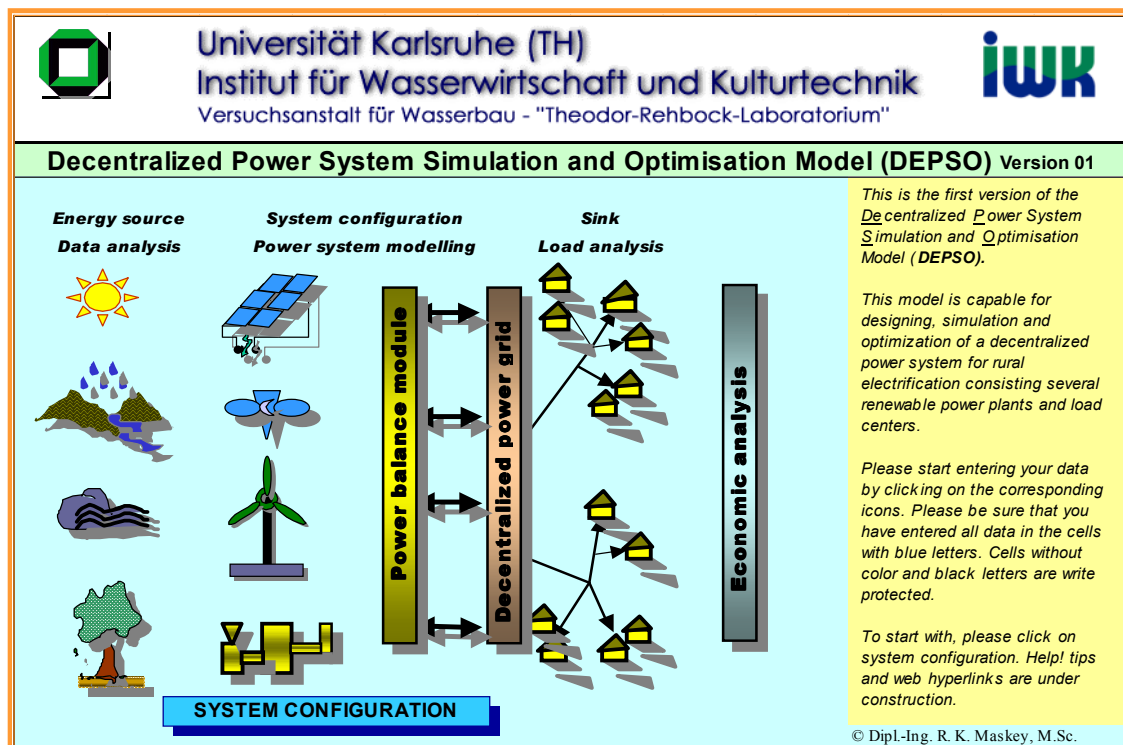 Universität Karlsruhe (TH)
Institut für Wasserwirtschaft und Kulturtechnik
Versuchsanstalt für Wasserbau - "Theodor-Rehbock-Laboratorium"
iwk
Decentralized Power System Simulation and Optimisation Model (DEPSO) Version 01
Energy source
Data analysis
System configuration
Power system modelling
Sink
Load analysis
Power balance module
Decentralized power grid
Economic analysis
SYSTEM CONFIGURATION
This is the first version of the
De centralized Power System
Simulation and Optimisation
Model (DEPSO).
This model is capable for
designing, simulation and
optimization of a decentralized
power system for rural
electrification consisting several
renewable power plants and load
centers.
Please start entering your data
by clicking on the corresponding
icons. Please be sure that you
have entered all data in the cells
with blue letters. Cells without
color and black letters are write
protected.
To start with, please click on
system configuration. Help! tips
and web hyperlinks are under
construction.
© Dipl.-Ing. R. K. Maskey, M.Sc.